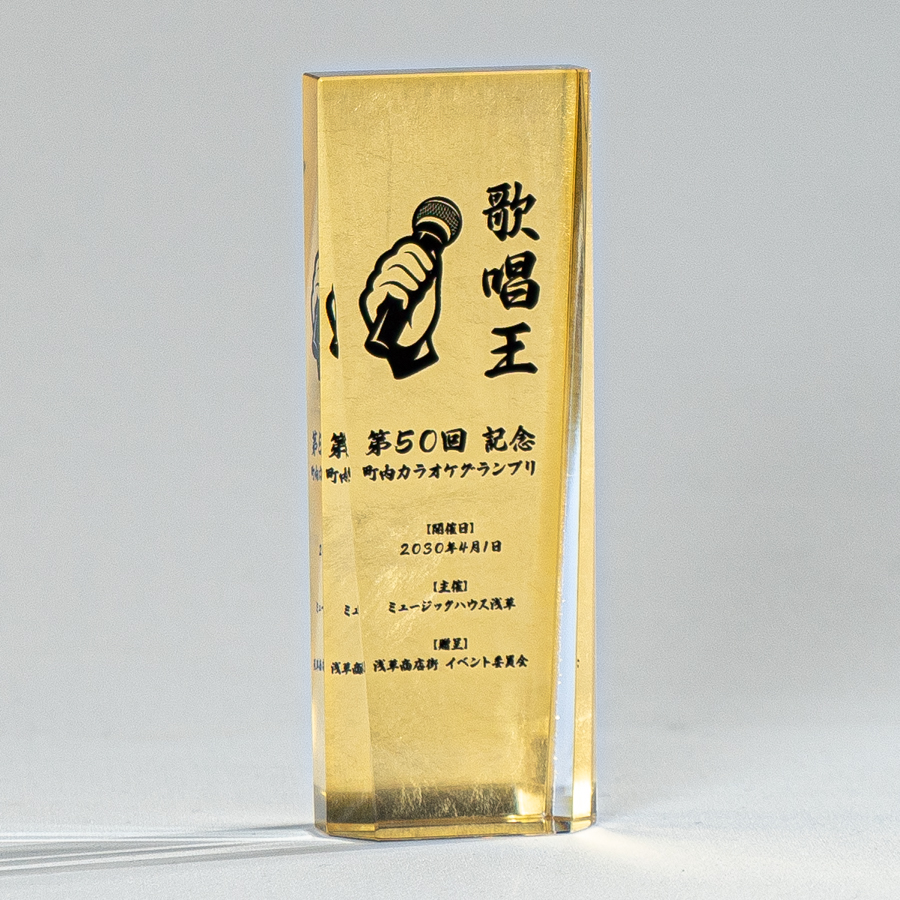 歌唱王
第50回 記念
町内カラオケグランプリ
【開催日】
2030年4月1日
【主催】
ミュージックハウス浅草
【贈呈】
浅草商店街 イベント委員会